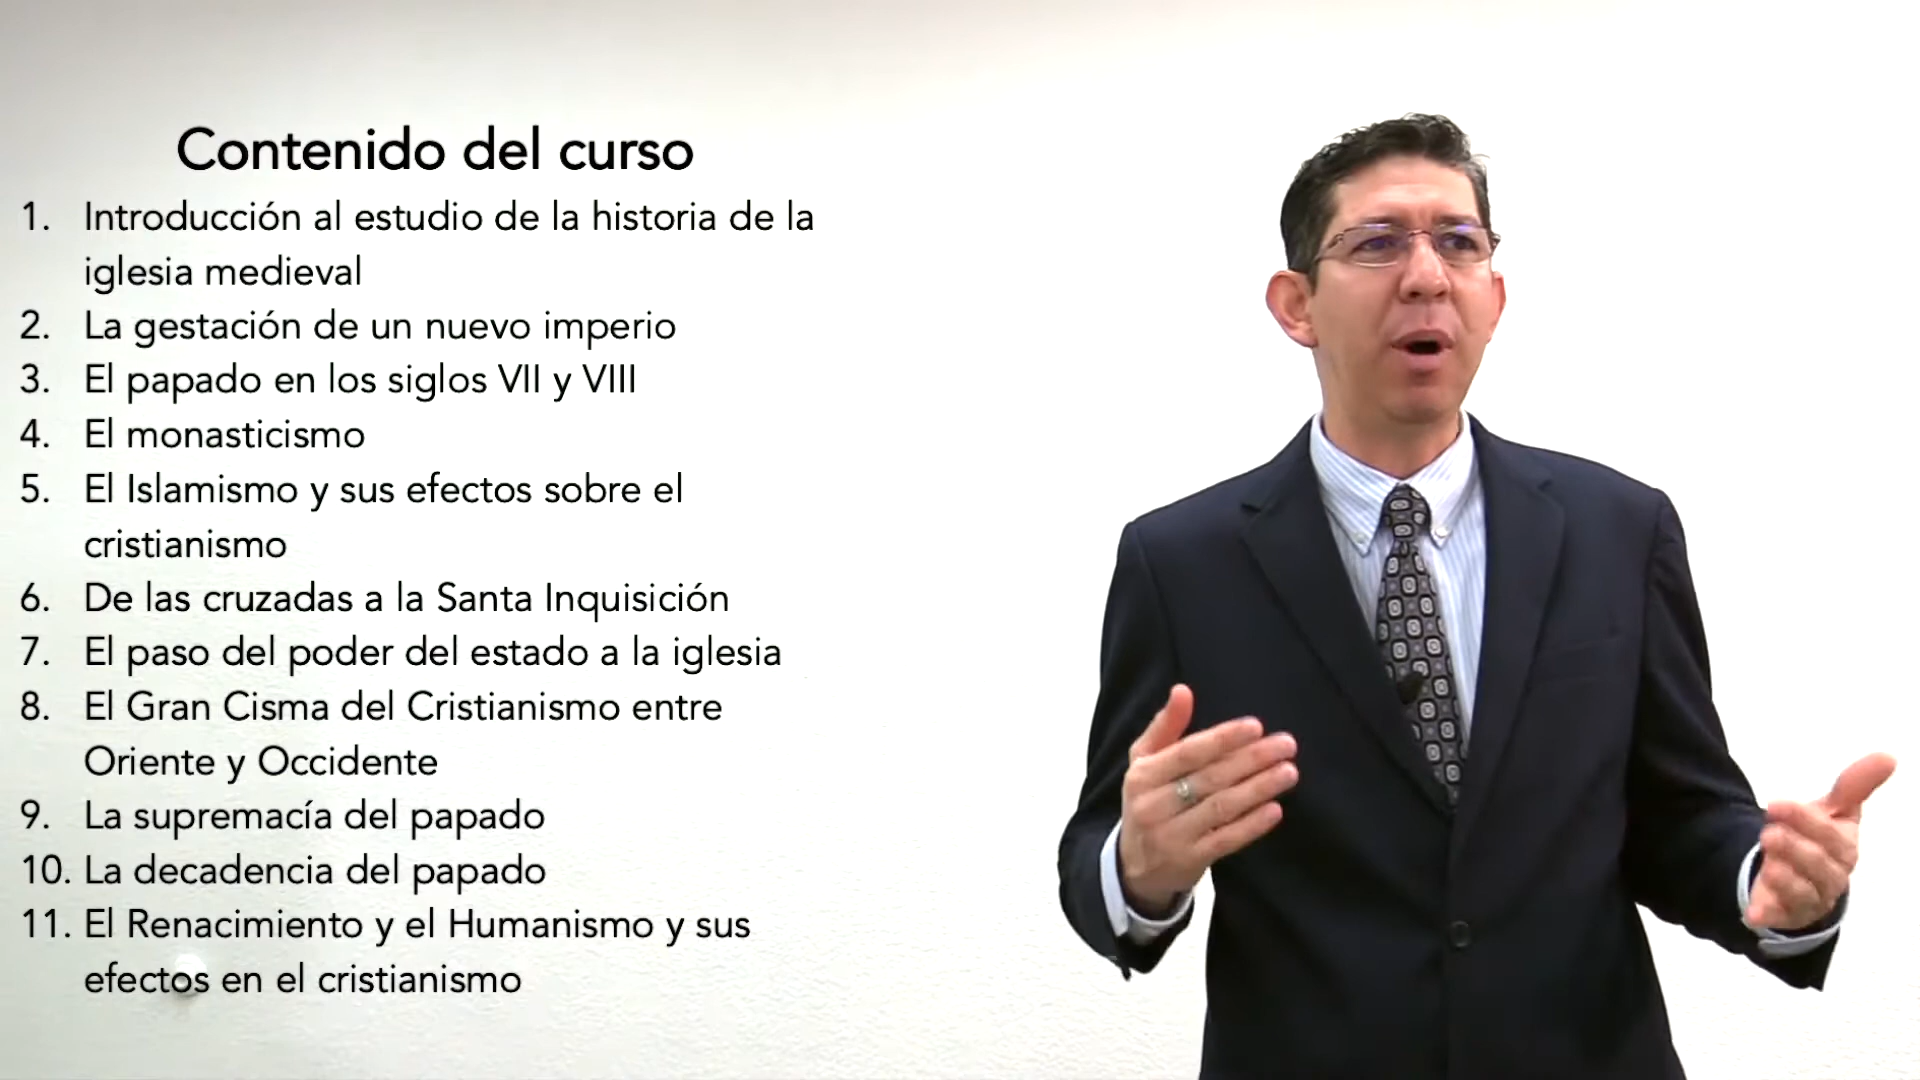 Contenido del curso
1. Introducción al estudio de la historia de la
iglesia medieval
2. La gestación de un nuevo imperio
3. El papado en los siglos VII y VIII
4. El monasticismo
5. El Islamismo y sus efectos sobre el
cristianismo
6. De las cruzadas a la Santa Inquisición
7. El paso del poder del estado a la iglesia
8. El Gran Cisma del Cristianismo entre
Oriente y Occidente
9. La supremacía del papado
10. La decadencia del papado
11. El Renacimiento y el Humanismo y sus
efectos en el cristianismo